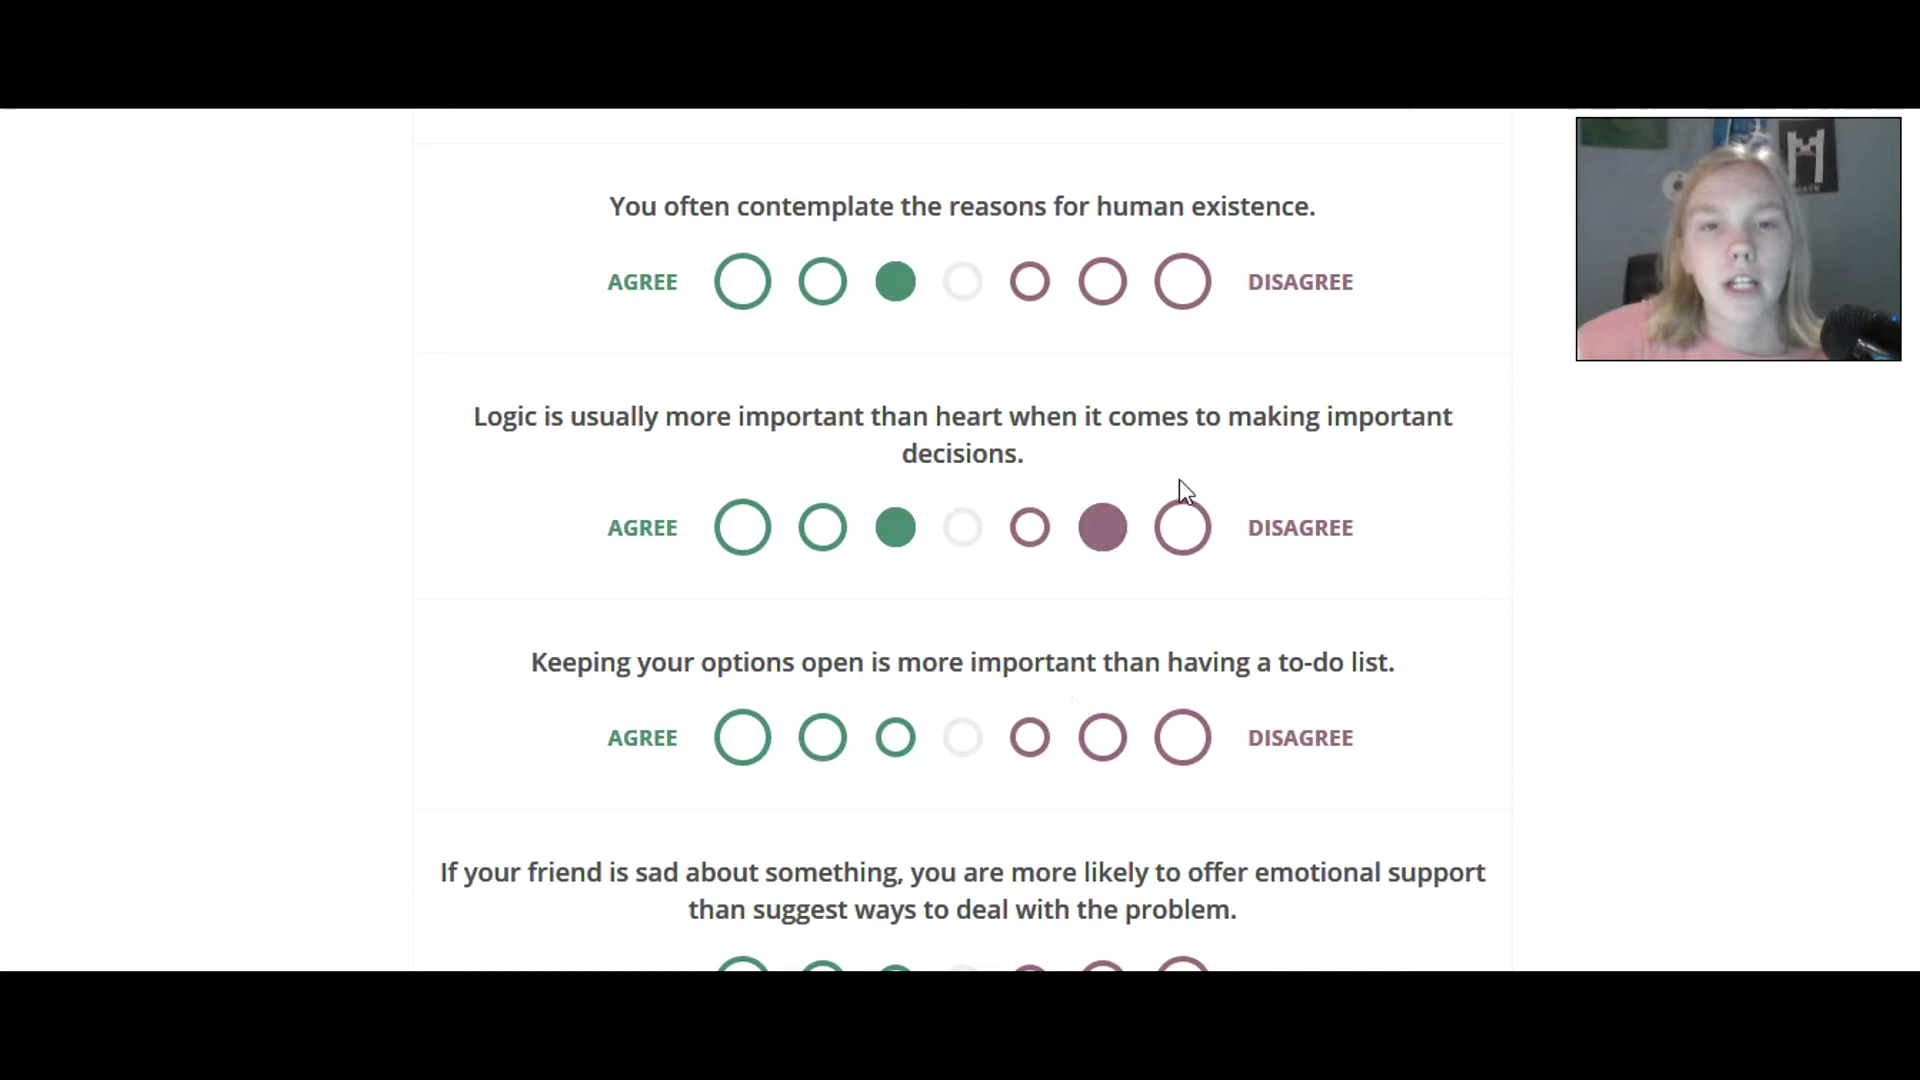 You often contemplate the reasons for human existence.
AGREE DISAGREE
Logic is usually more important than heart when it comes to making important
decisions.
AGREE DISAGREE
Keeping your options open is more important than having a to-do list.
AGREE DISAGREE
If your friend is sad about something, you are more likely to offer emotional support
than suggest ways to deal with the problem.